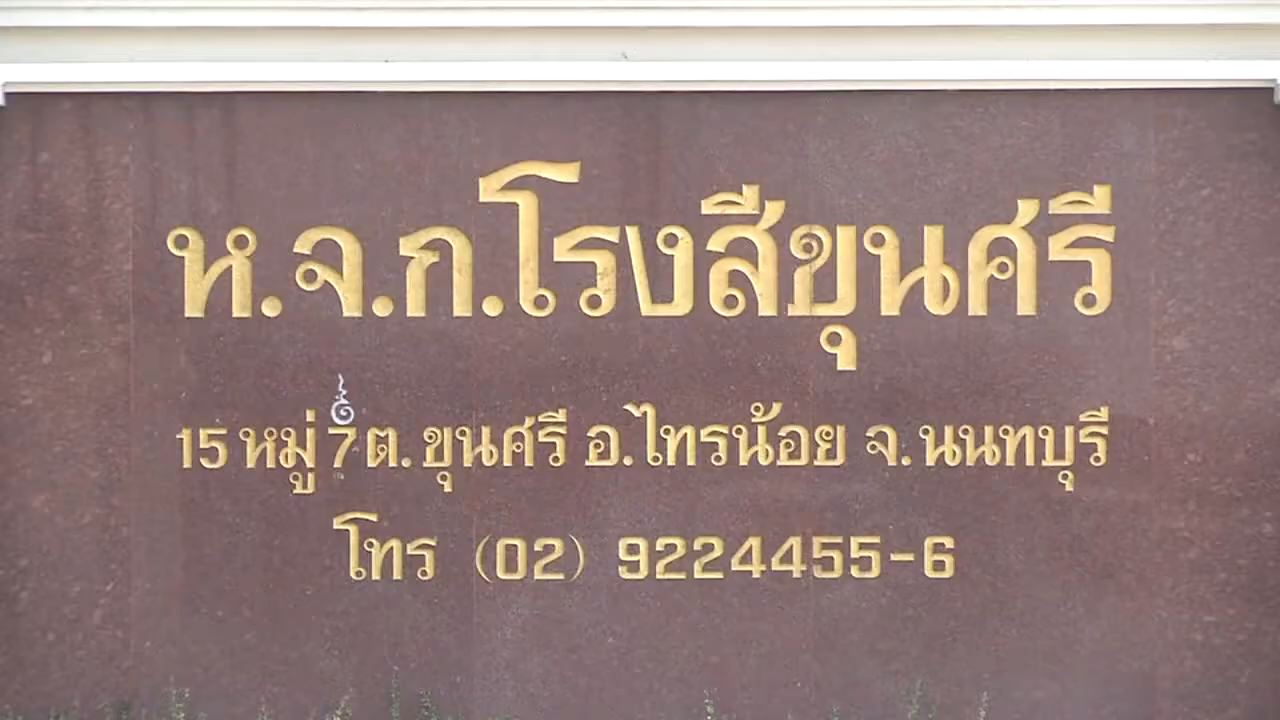 ห.จ.ก.โรงสีขุนศรี
15 หมู่ 7 ต.ขุนศรี อ.ไทรน้อย จ.นนทบุรี
โทร (02) 9224455-6